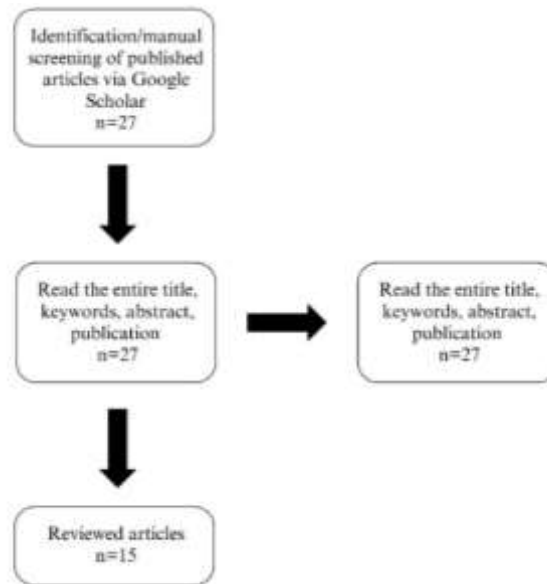 Identification/manual
screening of published
articles via Google
Scholar
n=27
Read the entire title,
keywords, abstract,
publication
n=27
Read the entire title,
keywords, abstract,
publication
n=27
Reviewed articles
n=15